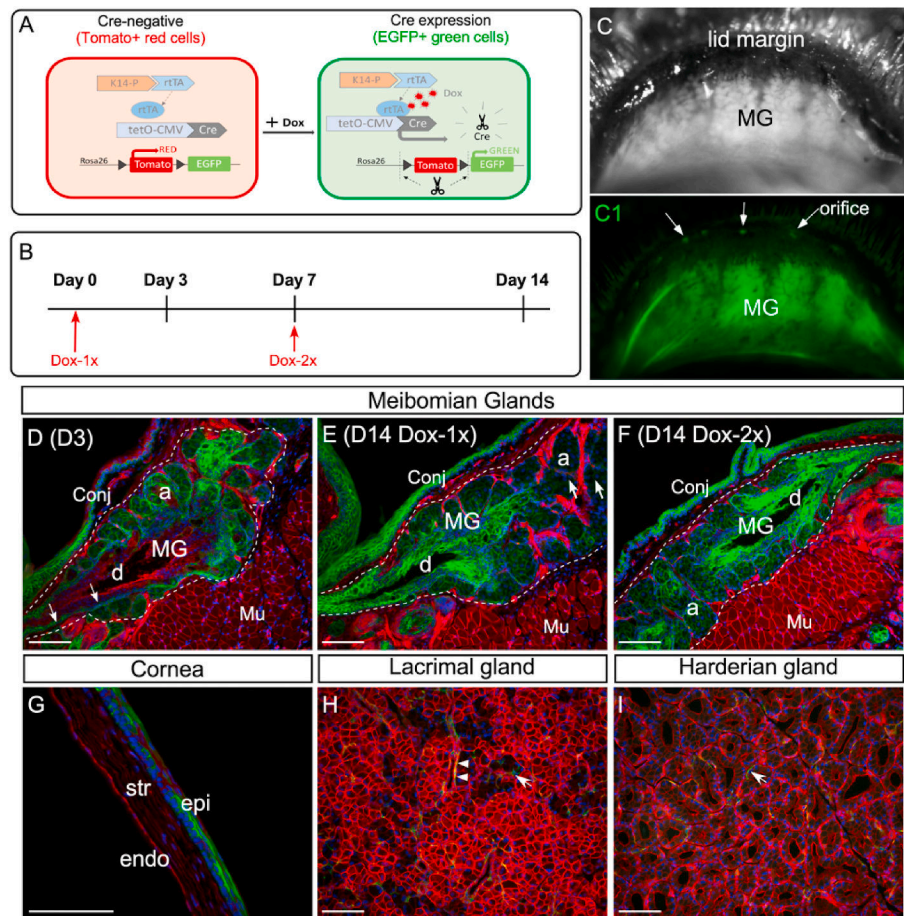 A
Cre-negative
(Tomato+ red cells)
Cre expression
(EGFP+ green cells)
K14-P rtTA
rtTA
tetO-CMV Cre
RED
Rosa26 Tomato EGFP
+ Dox
K14-P rtTA
rtTA Dox
tetO-CMV Cre
Cre
GREEN
Rosa26 Tomato EGFP
B
Day 0 Day 3 Day 7 Day 14
Dox-1x Dox-2x
C
lid margin
MG
C1
orifice
MG
Meibomian Glands
D (D3)
Conj
a
MG
d
Mu
E (D14 Dox-1x)
Conj
a
MG
d
Mu
F (D14 Dox-2x)
Conj
d
MG
a
Mu
Cornea
Lacrimal gland
Harderian gland
G
str
epi
endo
H
I